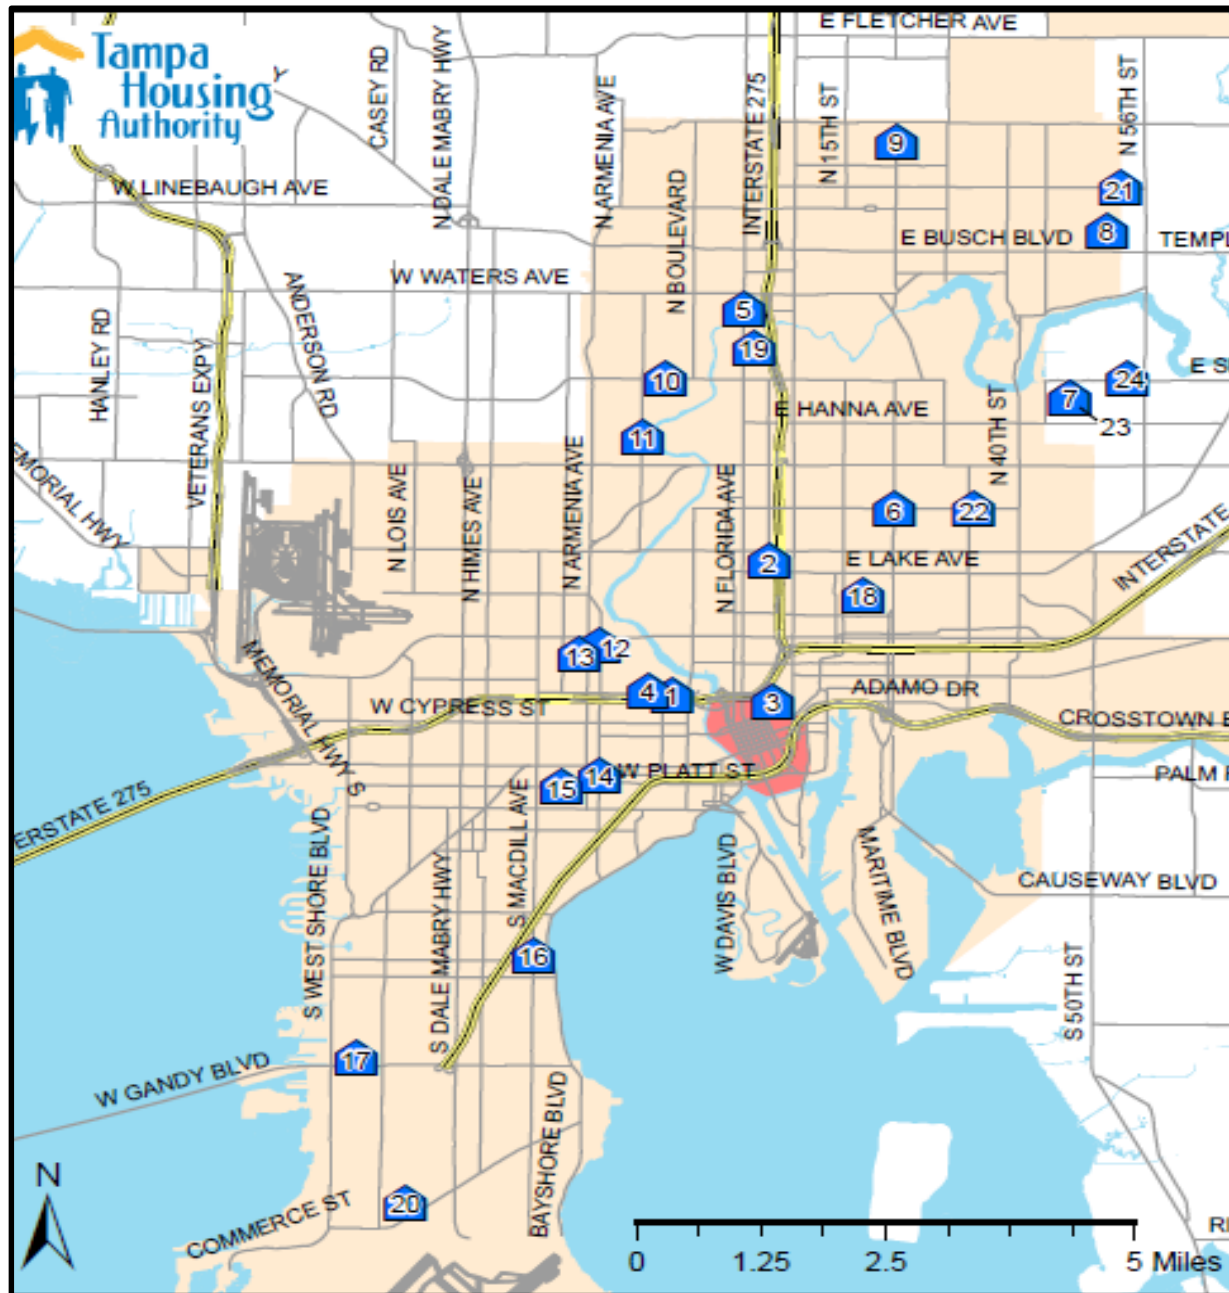 Tampa
Housing
Authority
E FLETCHER AVE
CASEY RD
N DALE MABRY HWY
N ARMENIA AVE
INTERSTATE 275
N 15TH ST
N 56TH ST
9
W LINEBAUGH AVE
N BOULEVARD
21
E BUSCH BLVD
8
TEMPL
W WATERS AVE
ANDERSON RD
HANLEY RD
VETERANS EXPY
5
19
10
7
24
E S
23
E HANNA AVE
N 40TH ST
11
EMORIAL HWY
N LOIS AVE
N HIMES AVE
N ARMENIA AVE
N FLORIDA AVE
6
22
2
E LAKE AVE
INTERSTATE
18
MEMORIAL HWY S
13
12
4
1
3
W CYPRESS ST
ADAMO DR
CROSSTOWN E
W PLATT ST
PALM
15
14
ERSTATE 275
S WEST SHORE BLVD
S DALE MABRY HWY
S MACDILL AVE
W DAVIS BLVD
MARITIME BLVD
CAUSEWAY BLVD
S 50TH ST
16
17
W GANDY BLVD
BAYSHORE BLVD
N
20
COMMERCE ST
0 1.25 2.5 5 Miles